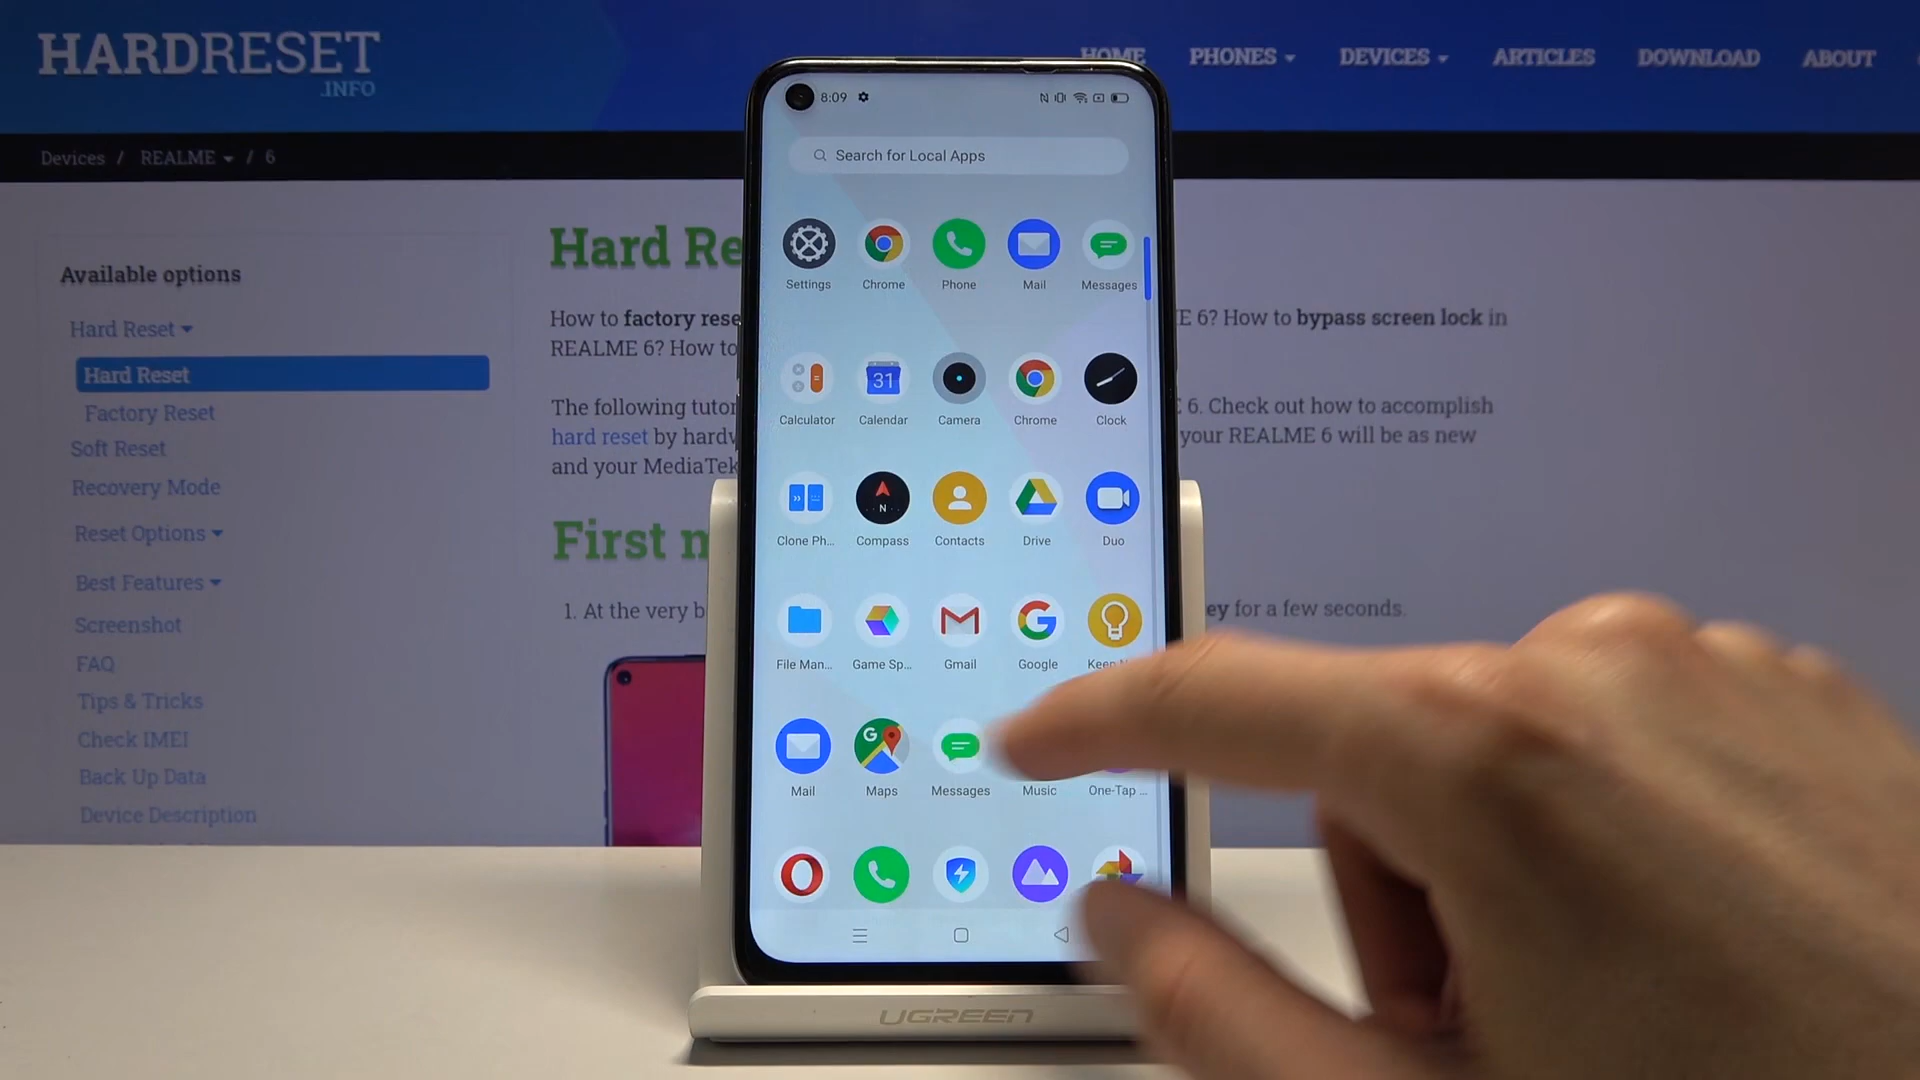 HARDRESET
.INFO
HOME
PHONES
DEVICES
ARTICLES
DOWNLOAD
ABOUT
Devices / REALME / 6
Available options
Hard Reset
Hard Reset
Factory Reset
Soft Reset
Recovery Mode
Reset Options
Best Features
Screenshot
FAQ
Tips & Tricks
Check IMEI
Back Up Data
Device Description
Hard Re
How to factory rese
E 6? How to bypass screen lock in
REALME 6? How to
The following tutor
6. Check out how to accomplish
hard reset by hardw
your REALME 6 will be as new
and your MediaTek
First m
1. At the very b
ey for a few seconds.
8:09
Search for Local Apps
Settings
Chrome
Phone
Mail
Messages
31
Calculator
Calendar
Camera
Chrome
Clock
N
Clone Ph...
Compass
Contacts
Drive
Duo
File Man...
Game Sp...
Gmail
Google
Keep
G
Mail
Maps
Messages
Music
One-Tap ...
UGREEN